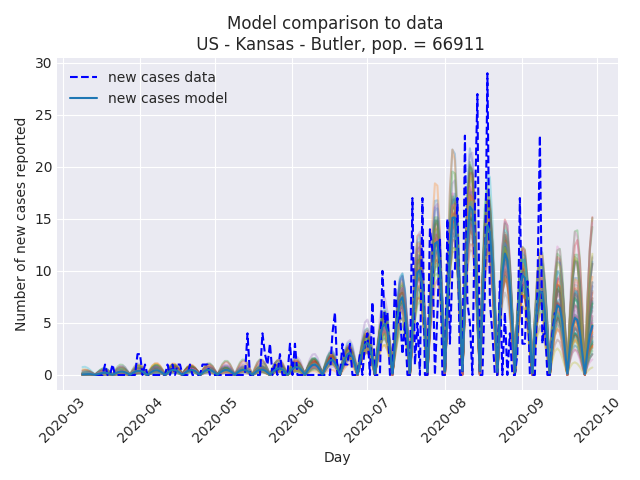 Model comparison to data
US - Kansas - Butler, pop. = 66911
new cases data
new cases model
Number of new cases reported
30
25
20
15
10
5
0
2020-03
2020-04
2020-05
2020-06
2020-07
2020-08
2020-09
2020-10
Day